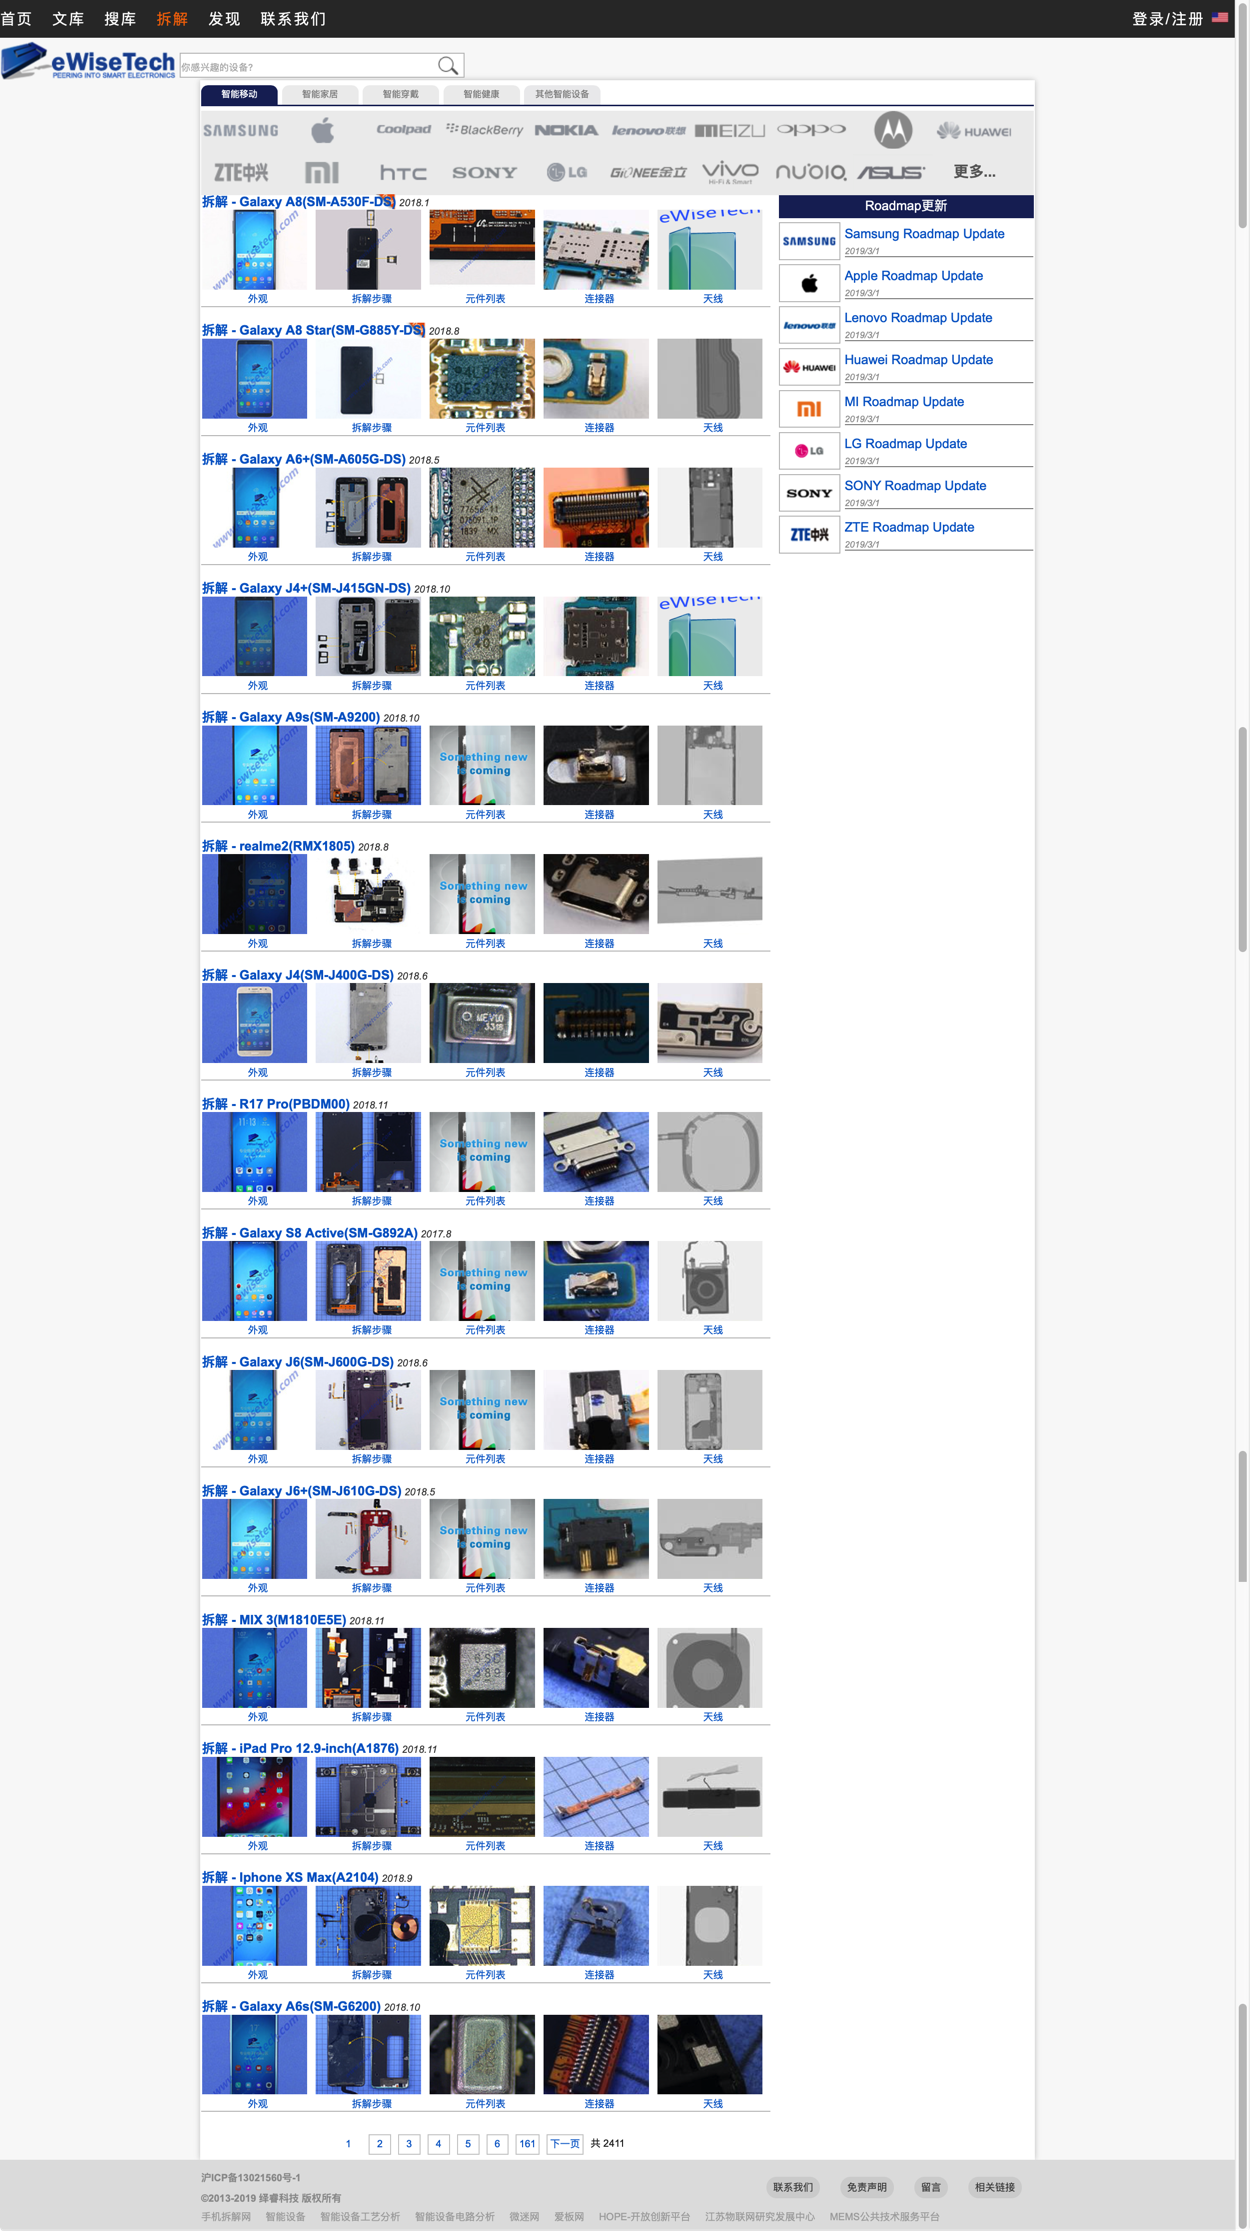 首页 文库 搜库 拆解 发现 联系我们 登录/注册
eWiseTech
PEERING INTO SMART ELECTRONICS
你感兴趣的设备?
智能移动 智能家居 智能穿戴 智能健康 其他智能设备
SAMSUNG Coolpad BlackBerry NOKIA lenovo联想 MEIZU oppo HUAWEI
ZTE中兴 MI hTC SONY LG GiONEE金立 vivo nubia ASUS 更多...
Hi-Fi & Smart
拆解 - Galaxy A8(SM-A530F-DS) 2018.1
外观 拆解步骤 元件列表 连接器 天线
拆解 - Galaxy A8 Star(SM-G885Y-DS) 2018.8
外观 拆解步骤 元件列表 连接器 天线
拆解 - Galaxy A6+(SM-A605G-DS) 2018.5
外观 拆解步骤 元件列表 连接器 天线
拆解 - Galaxy J4+(SM-J415GN-DS) 2018.10
外观 拆解步骤 元件列表 连接器 天线
拆解 - Galaxy A9s(SM-A9200) 2018.10
Something new
is coming
外观 拆解步骤 元件列表 连接器 天线
拆解 - realme2(RMX1805) 2018.8
Something new
is coming
外观 拆解步骤 元件列表 连接器 天线
拆解 - Galaxy J4(SM-J400G-DS) 2018.6
外观 拆解步骤 元件列表 连接器 天线
拆解 - R17 Pro(PBDM00) 2018.11
Something new
is coming
外观 拆解步骤 元件列表 连接器 天线
拆解 - Galaxy S8 Active(SM-G892A) 2017.8
Something new
is coming
外观 拆解步骤 元件列表 连接器 天线
拆解 - Galaxy J6(SM-J600G-DS) 2018.6
Something new
is coming
外观 拆解步骤 元件列表 连接器 天线
拆解 - Galaxy J6+(SM-J610G-DS) 2018.5
Something new
is coming
外观 拆解步骤 元件列表 连接器 天线
拆解 - MIX 3(M1810E5E) 2018.11
外观 拆解步骤 元件列表 连接器 天线
拆解 - iPad Pro 12.9-inch(A1876) 2018.11
外观 拆解步骤 元件列表 连接器 天线
拆解 - Iphone XS Max(A2104) 2018.9
外观 拆解步骤 元件列表 连接器 天线
拆解 - Galaxy A6s(SM-G6200) 2018.10
外观 拆解步骤 元件列表 连接器 天线
1 2 3 4 5 6 161 下一页 共 2411
Roadmap更新
SAMSUNG Samsung Roadmap Update
2019/3/1
Apple Roadmap Update
2019/3/1
lenovo联想 Lenovo Roadmap Update
2019/3/1
HUAWEI Huawei Roadmap Update
2019/3/1
MI MI Roadmap Update
2019/3/1
LG LG Roadmap Update
2019/3/1
SONY SONY Roadmap Update
2019/3/1
ZTE中兴 ZTE Roadmap Update
2019/3/1
沪ICP备13021560号-1
©2013-2019 绎睿科技 版权所有
联系我们 免责声明 留言 相关链接
手机拆解网 智能设备 智能设备工艺分析 智能设备电路分析 微迷网 爱板网 HOPE-开放创新平台 江苏物联网研究发展中心 MEMS公共技术服务平台